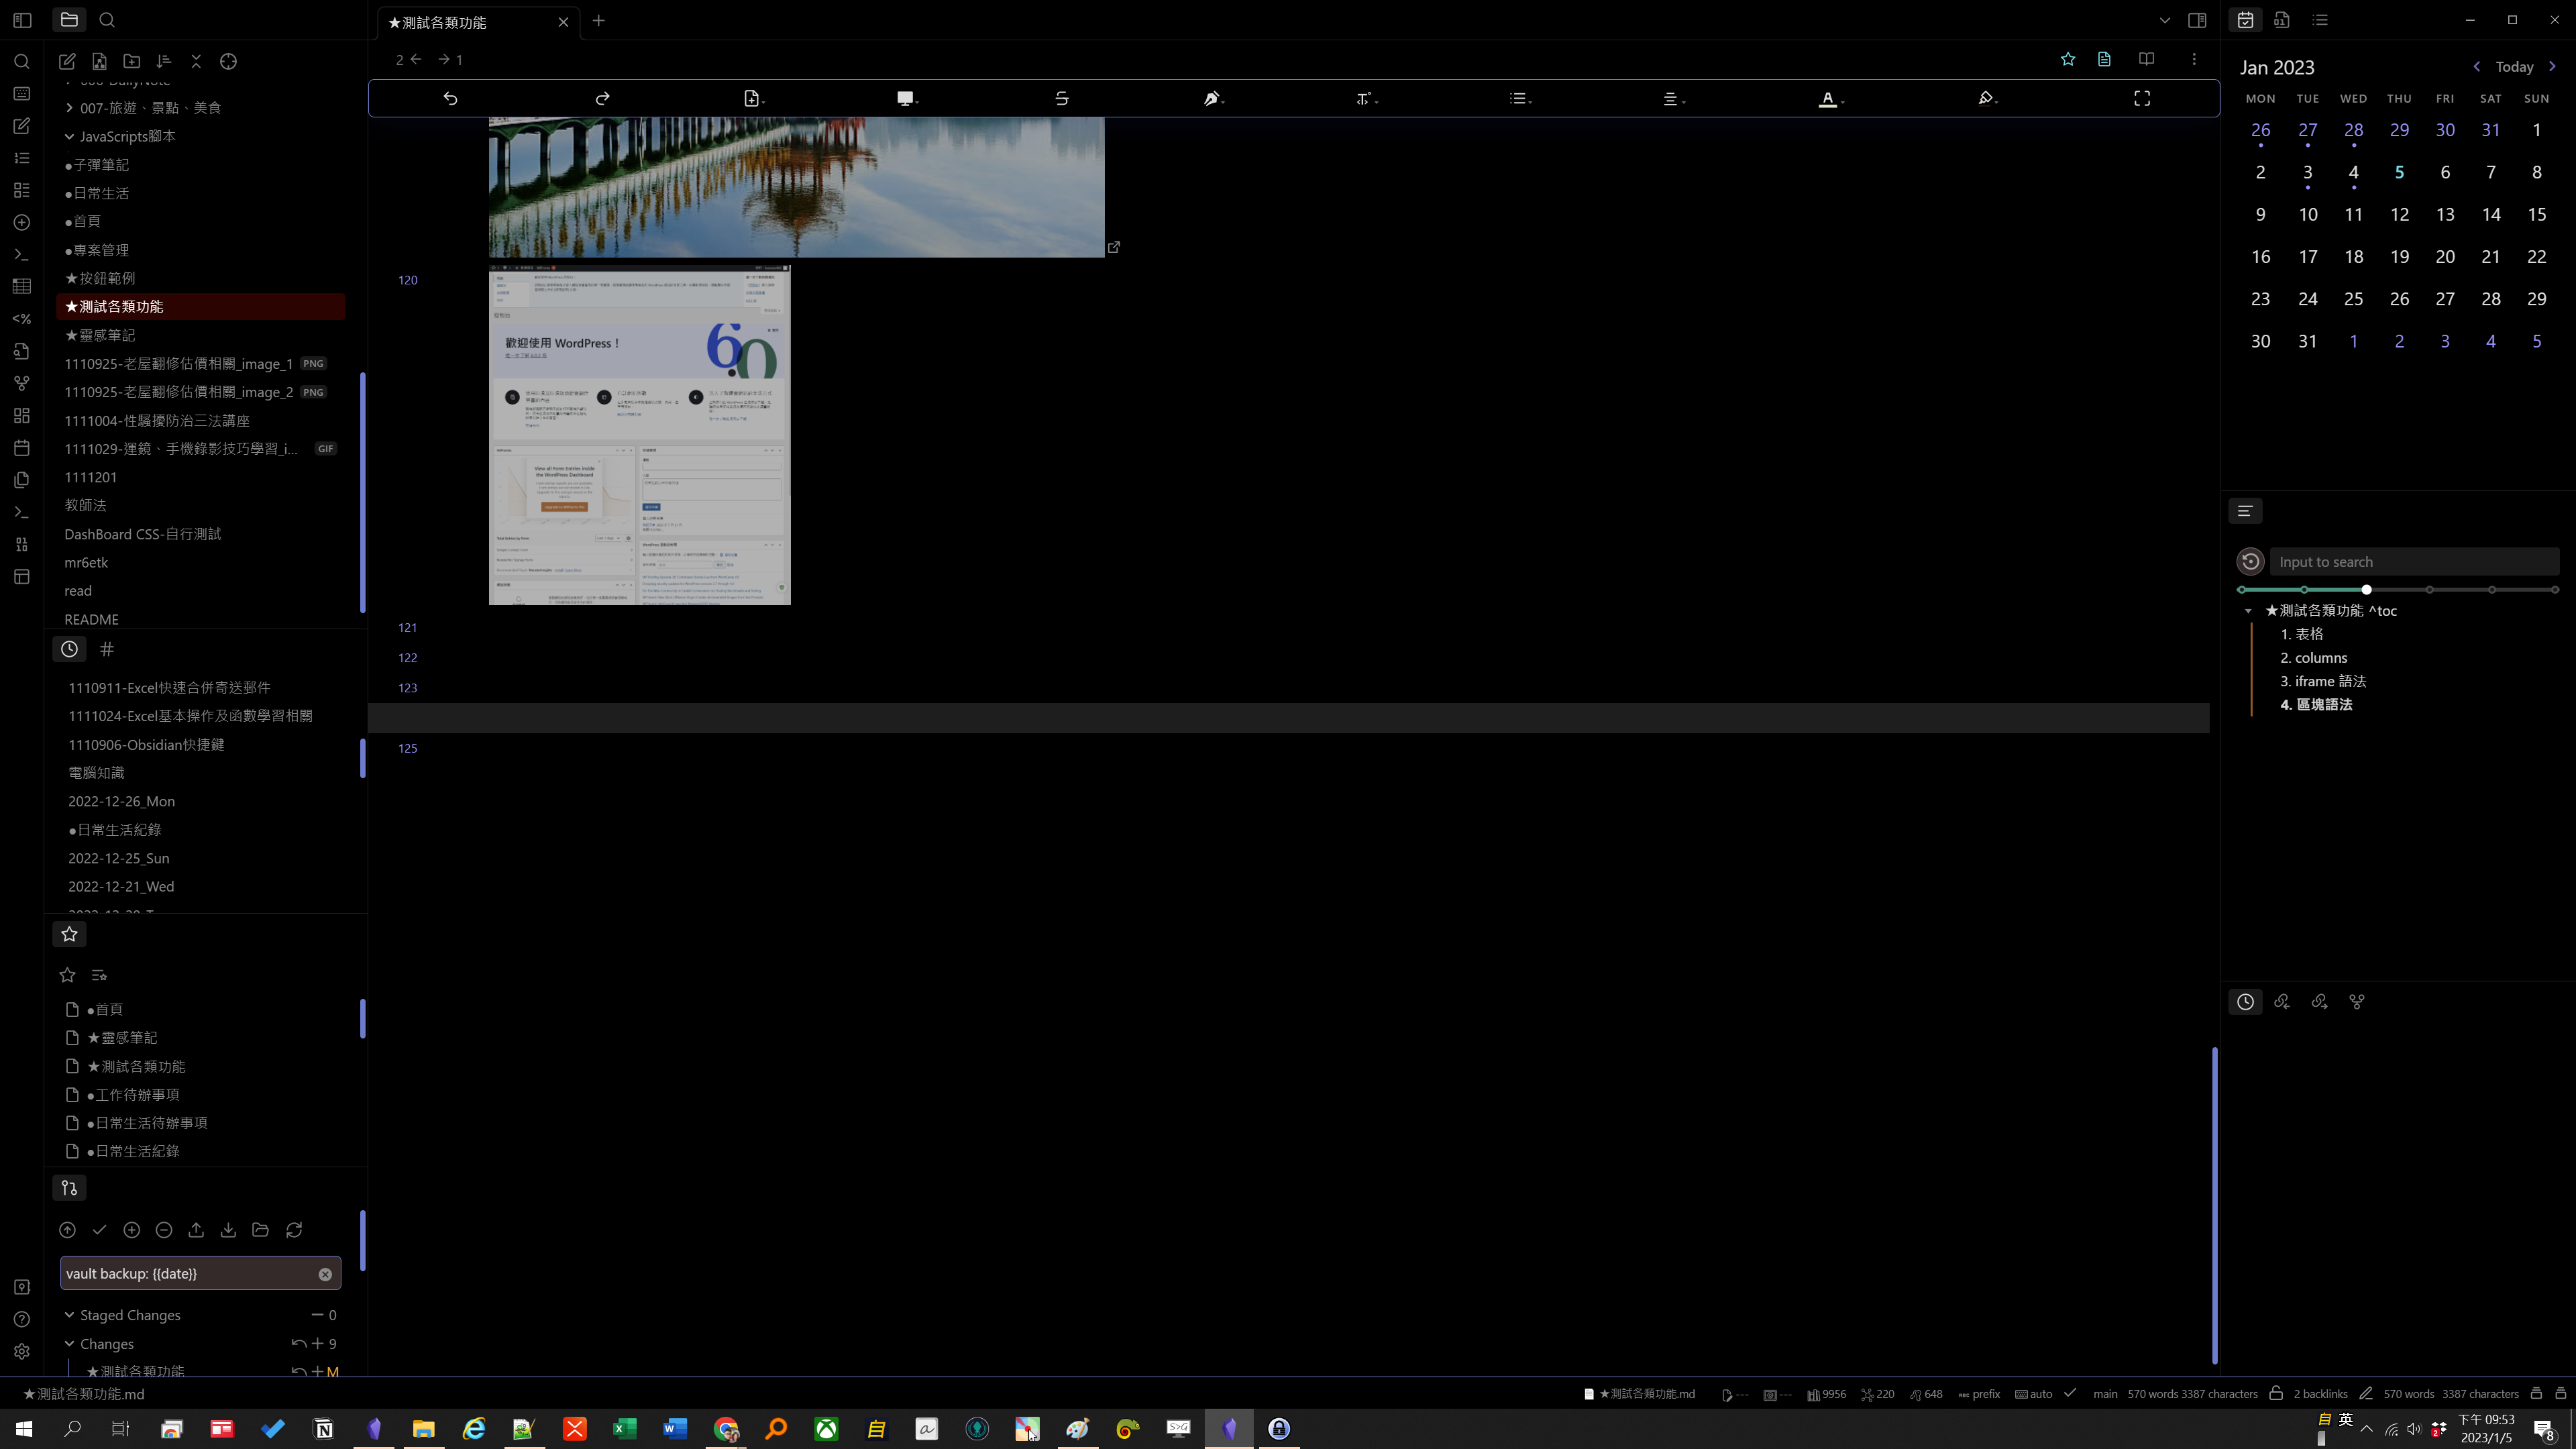 ★測試各類功能
2
1
007-旅遊、景點、美食
JavaScripts腳本
●子彈筆記
●日常生活
●首頁
●專案管理
★按鈕範例
★測試各類功能
★靈感筆記
1110925-老屋翻修估價相關_image_1 PNG
1110925-老屋翻修估價相關_image_2 PNG
1111004-性騷擾防治三法講座
1111029-運鏡、手機錄影技巧學習_i... GIF
1111201
教師法
DashBoard CSS-自行測試
mr6etk
read
README
1110911-Excel快速合併寄送郵件
1111024-Excel基本操作及函數學習相關
1110906-Obsidian快捷鍵
電腦知識
2022-12-26_Mon
●日常生活紀錄
2022-12-25_Sun
2022-12-21_Wed
●首頁
★靈感筆記
★測試各類功能
●工作待辦事項
●日常生活待辦事項
●日常生活紀錄
vault backup: {{date}}
Staged Changes 0
Changes 9
★測試各類功能 M
120
歡迎使用 WordPress！
6.0
View all Form Entries inside
the WordPress Dashboard
121
122
123
125
Jan 2023
Today
MON TUE WED THU FRI SAT SUN
26 27 28 29 30 31 1
2 3 4 5 6 7 8
9 10 11 12 13 14 15
16 17 18 19 20 21 22
23 24 25 26 27 28 29
30 31 1 2 3 4 5
Input to search
★測試各類功能 ^toc
1. 表格
2. columns
3. iframe 語法
4. 區塊語法
★測試各類功能.md
★測試各類功能.md --- --- 9956 220 648 prefix auto main 570 words 3387 characters 2 backlinks 570 words 3387 characters
自 英 下午 09:53
2023/1/5
8